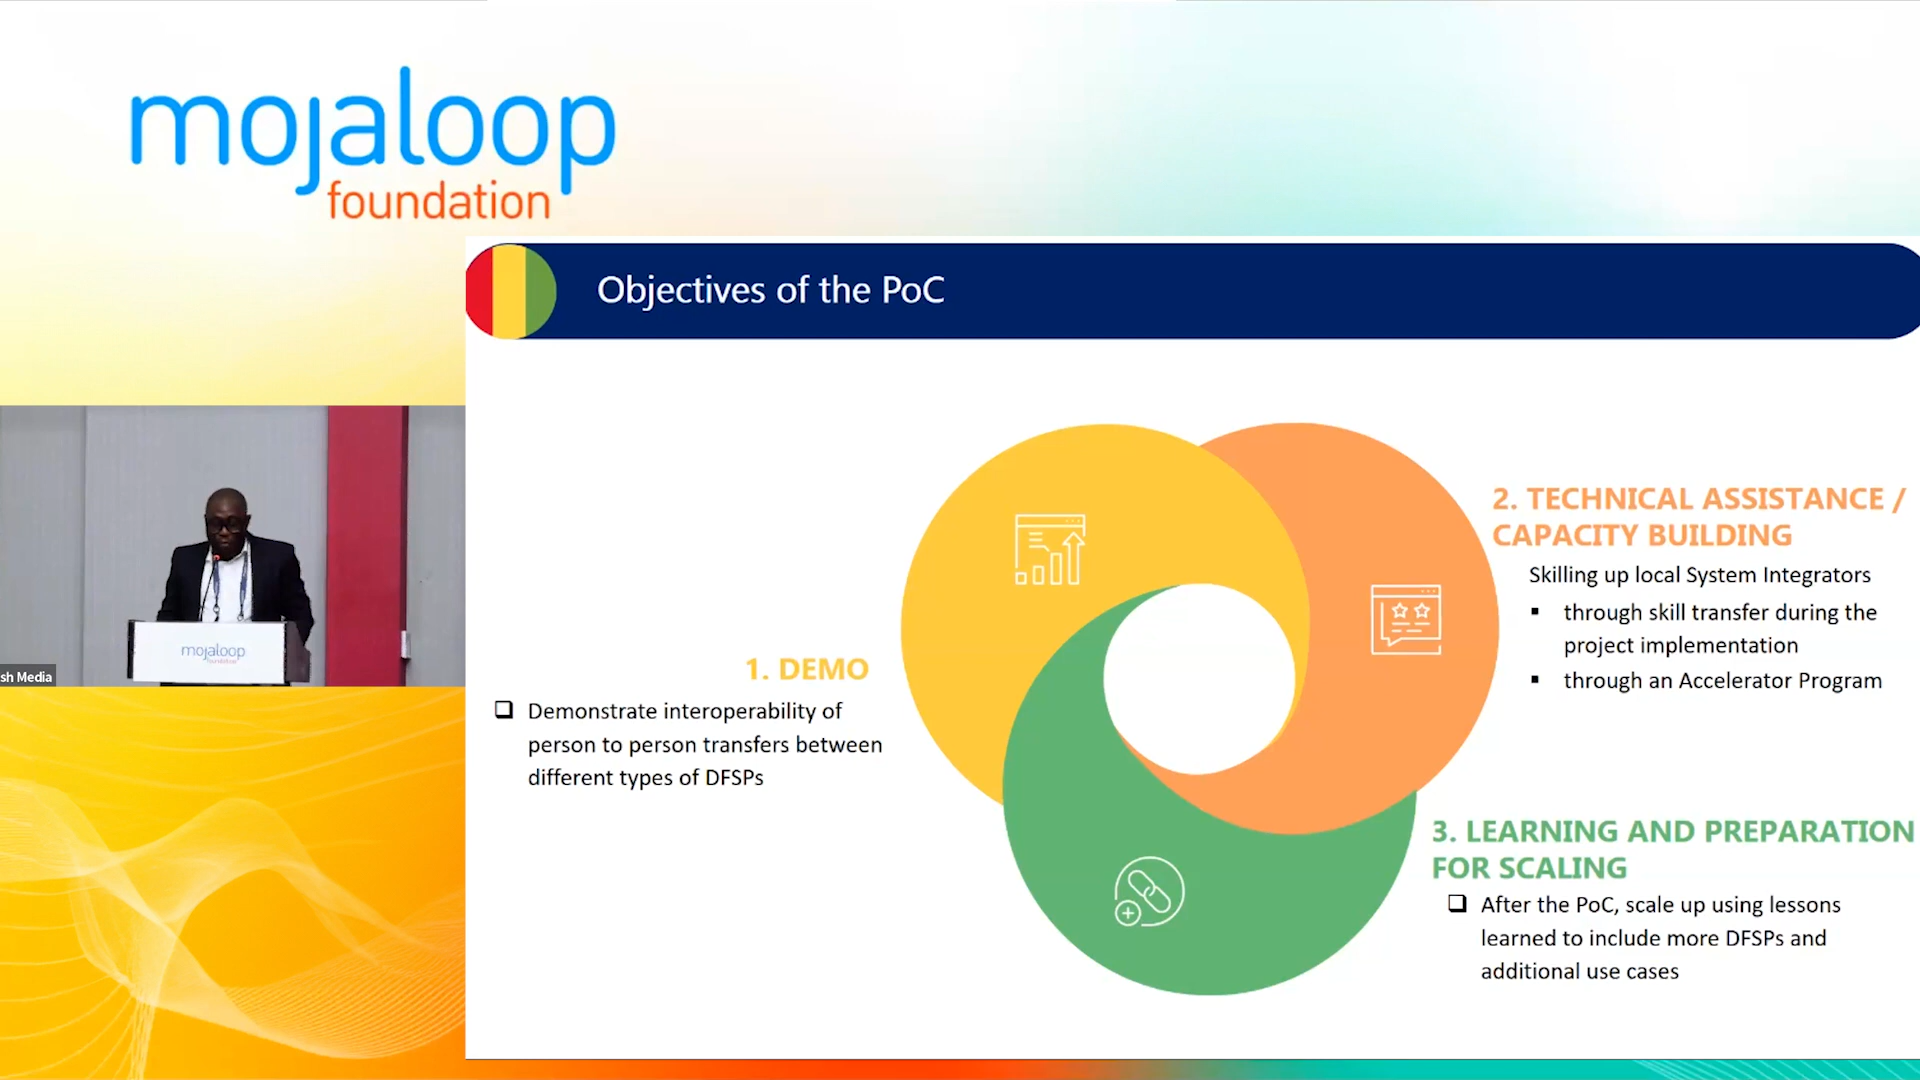 mojaloop
foundation
Objectives of the PoC
1. DEMO
❑ Demonstrate interoperability of
person to person transfers between
different types of DFSPs
2. TECHNICAL ASSISTANCE /
CAPACITY BUILDING
Skilling up local System Integrators
▪ through skill transfer during the
project implementation
▪ through an Accelerator Program
3. LEARNING AND PREPARATION
FOR SCALING
❑ After the PoC, scale up using lessons
learned to include more DFSPs and
additional use cases
mojaloop
foundation
sh Media